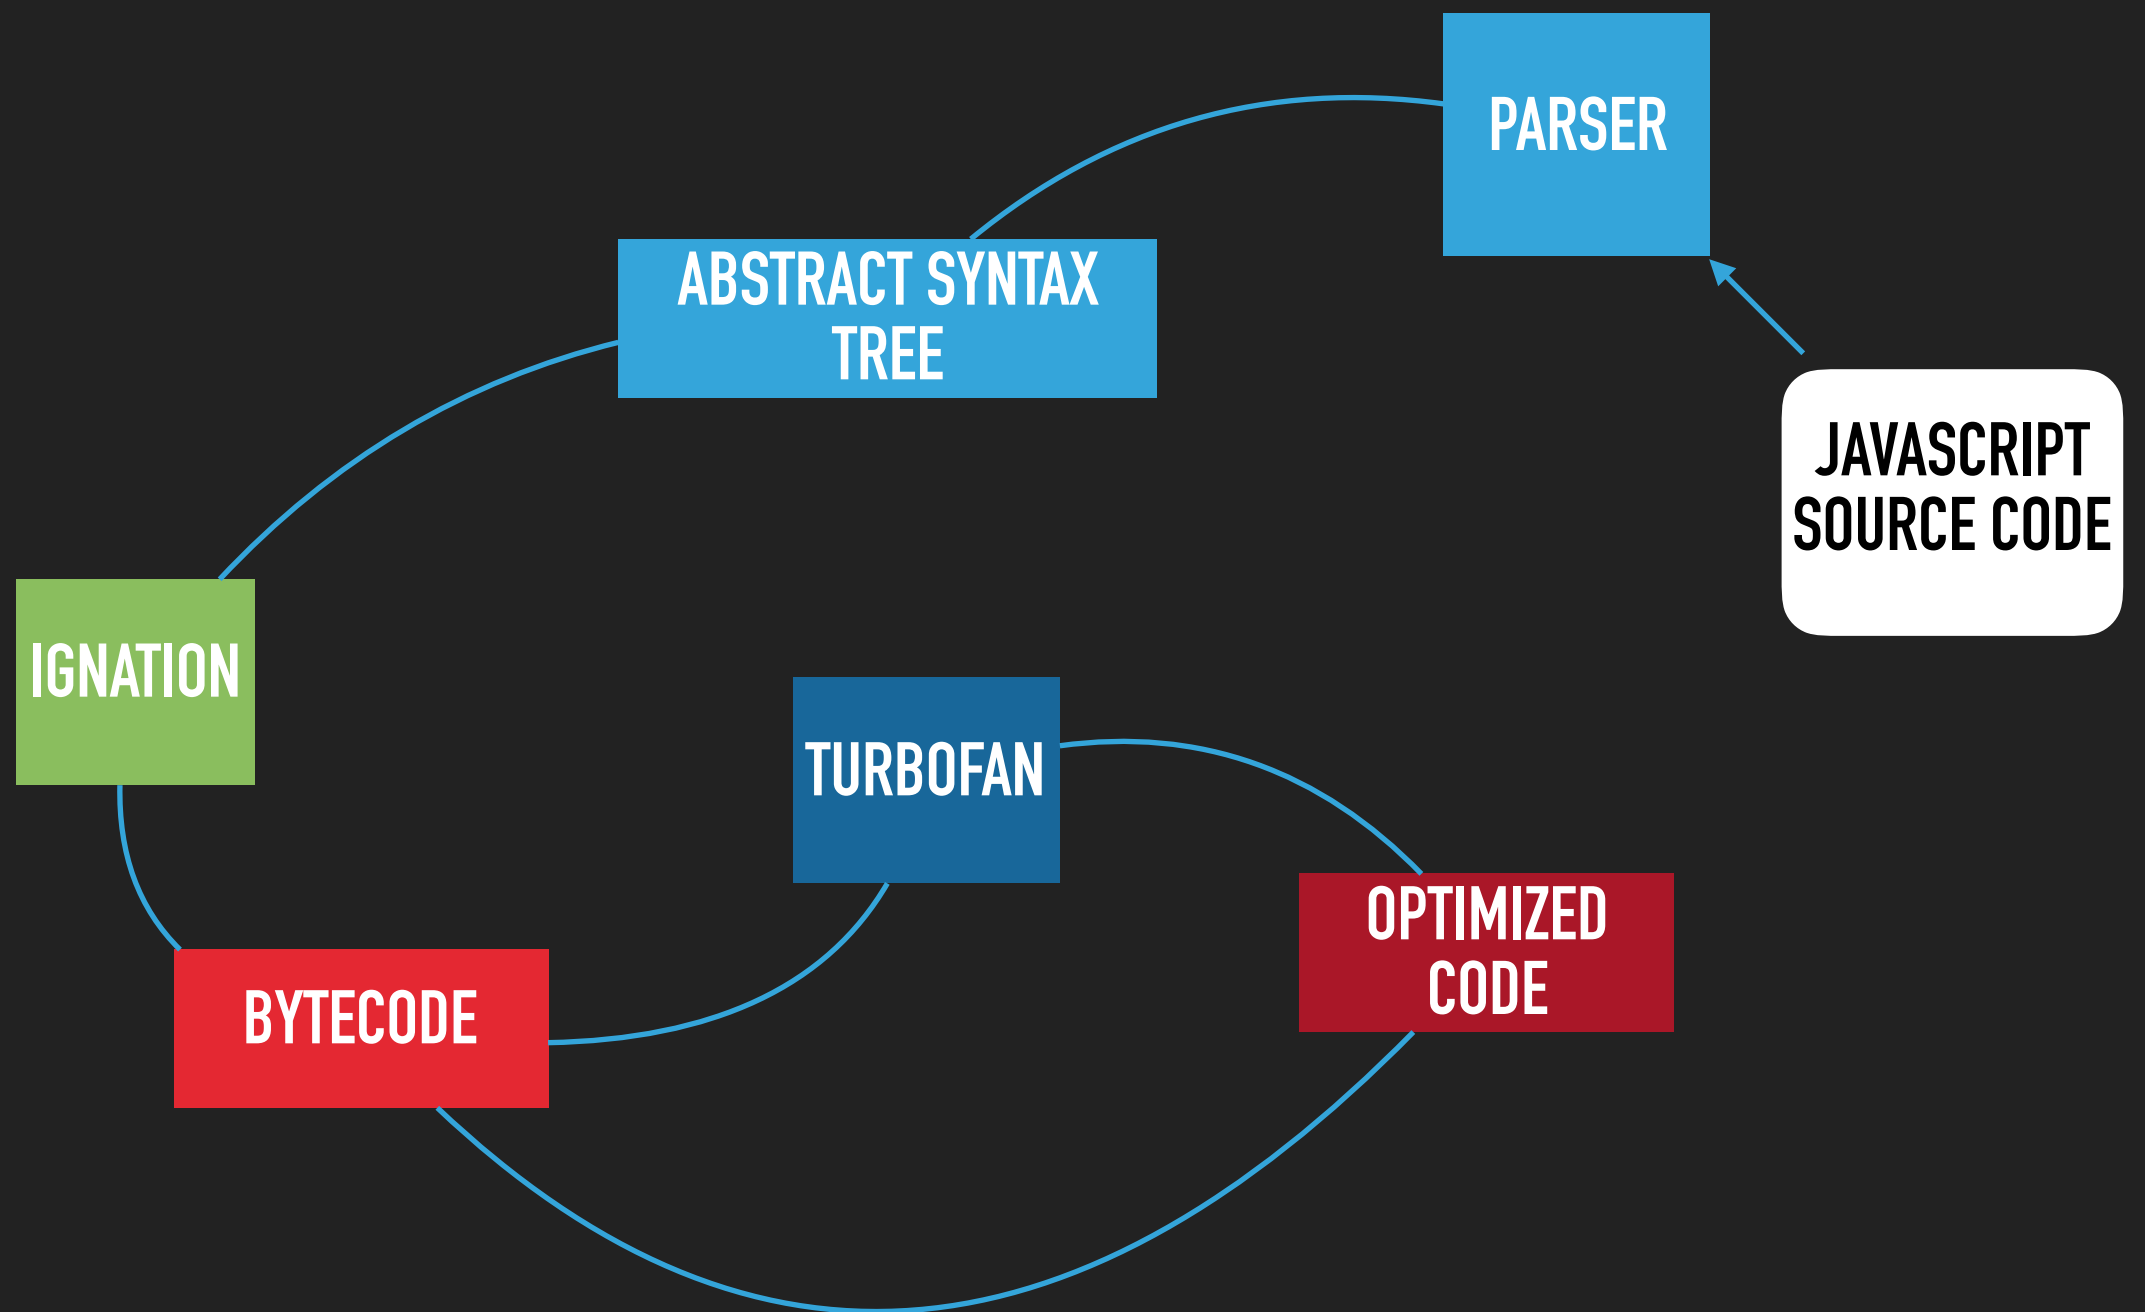 PARSER
ABSTRACT SYNTAX
TREE
JAVASCRIPT
SOURCE CODE
IGNATION
TURBOFAN
OPTIMIZED
CODE
BYTECODE